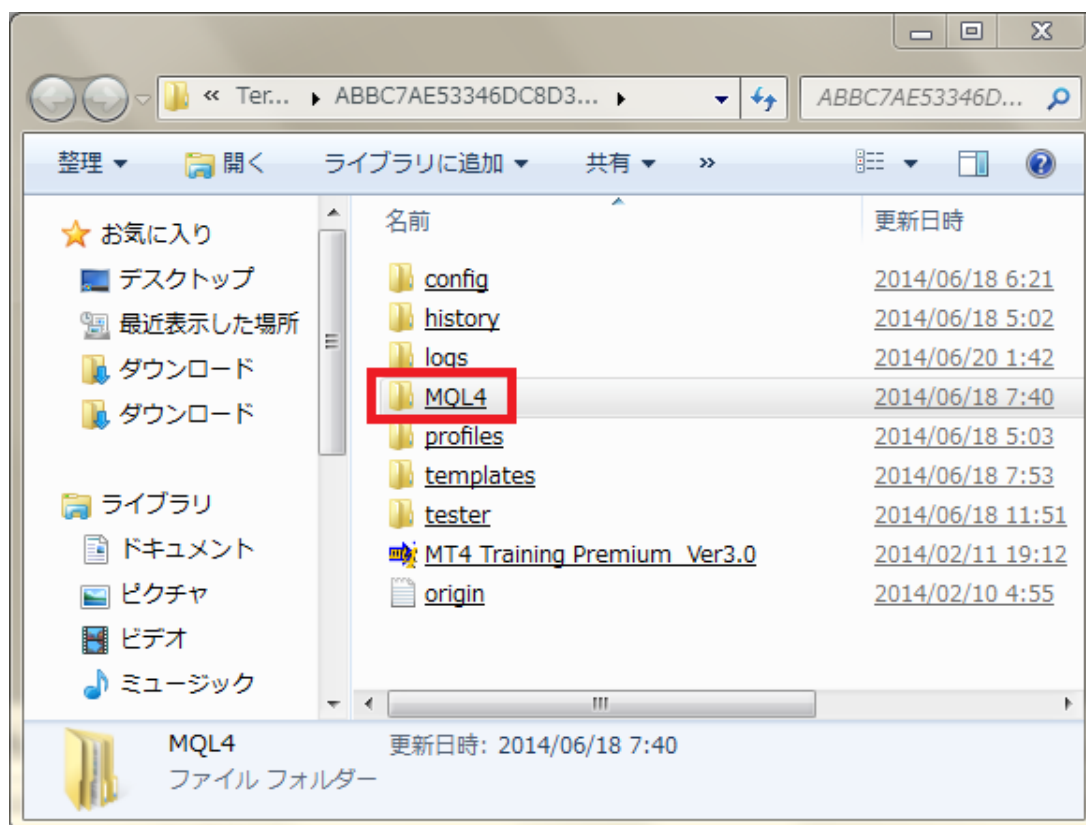 « Ter... ▸ ABBC7AE53346DC8D3... ▸
ABBC7AE53346D...
整理 ▼ 開く ライブラリに追加 ▼ 共有 ▼ »
名前 更新日時
お気に入り
デスクトップ
最近表示した場所
ダウンロード
ダウンロード
ライブラリ
ドキュメント
ピクチャ
ビデオ
ミュージック
config 2014/06/18 6:21
history 2014/06/18 5:02
logs 2014/06/20 1:42
MQL4 2014/06/18 7:40
profiles 2014/06/18 5:03
templates 2014/06/18 7:53
tester 2014/06/18 11:51
MT4 Training Premium Ver3.0 2014/02/11 19:12
origin 2014/02/10 4:55
MQL4 更新日時: 2014/06/18 7:40
ファイル フォルダー